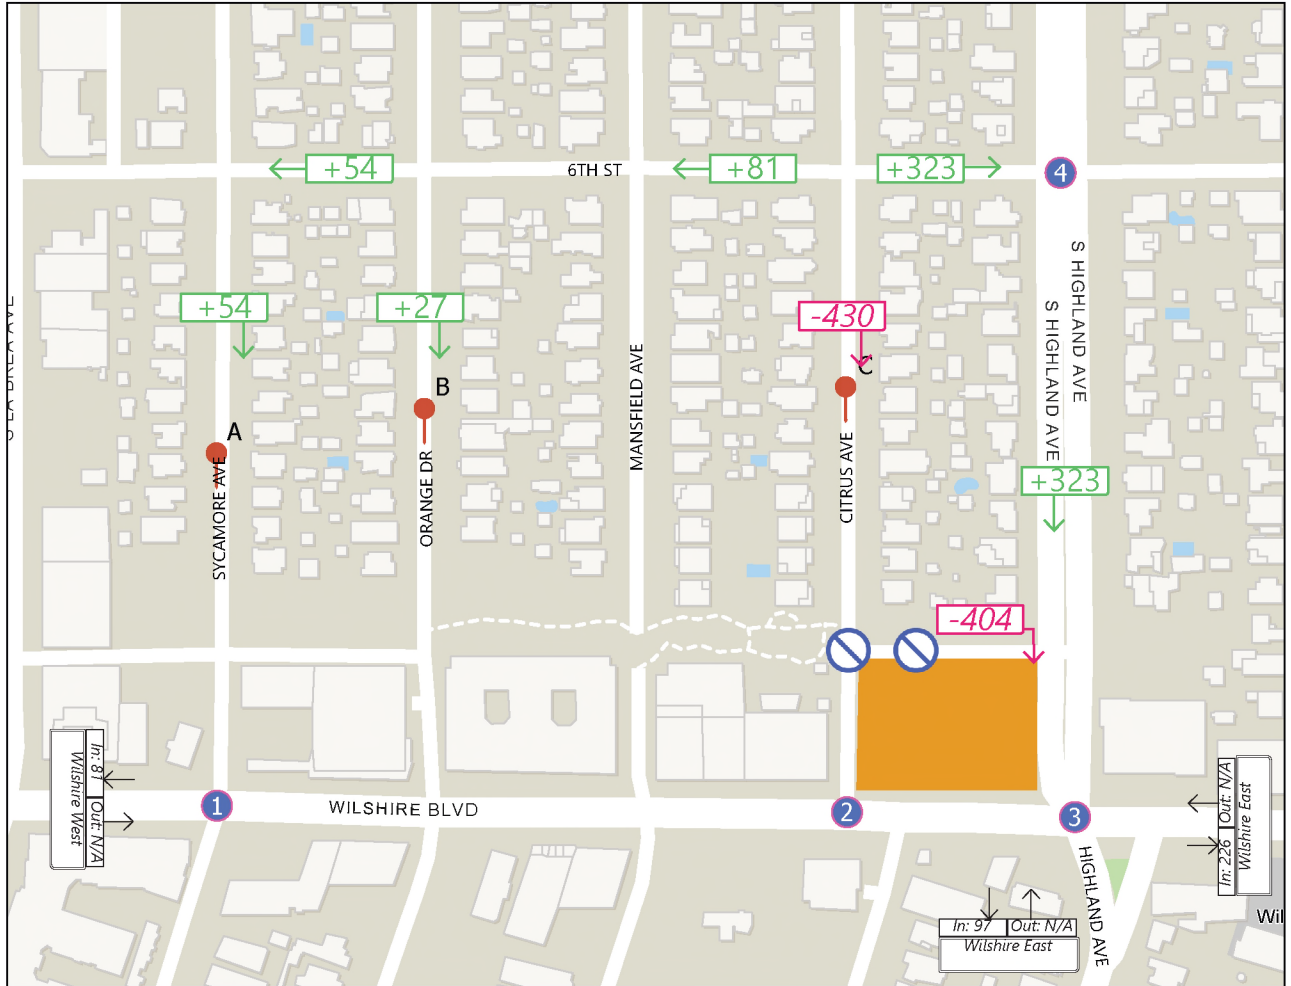 +54
6TH ST
+81
+323
4
S HIGHLAND AVE
S HIGHLAND AVE
+54
+27
-430
C
B
A
MANSFIELD AVE
CITRUS AVE
ORANGE DR
SYCAMORE AVE
+323
-404
In: 81
Out: N/A
Wilshire West
1
WILSHIRE BLVD
2
3
Out: N/A
In: 226
Wilshire East
HIGHLAND AVE
In: 97
Out: N/A
Wilshire East
Wil